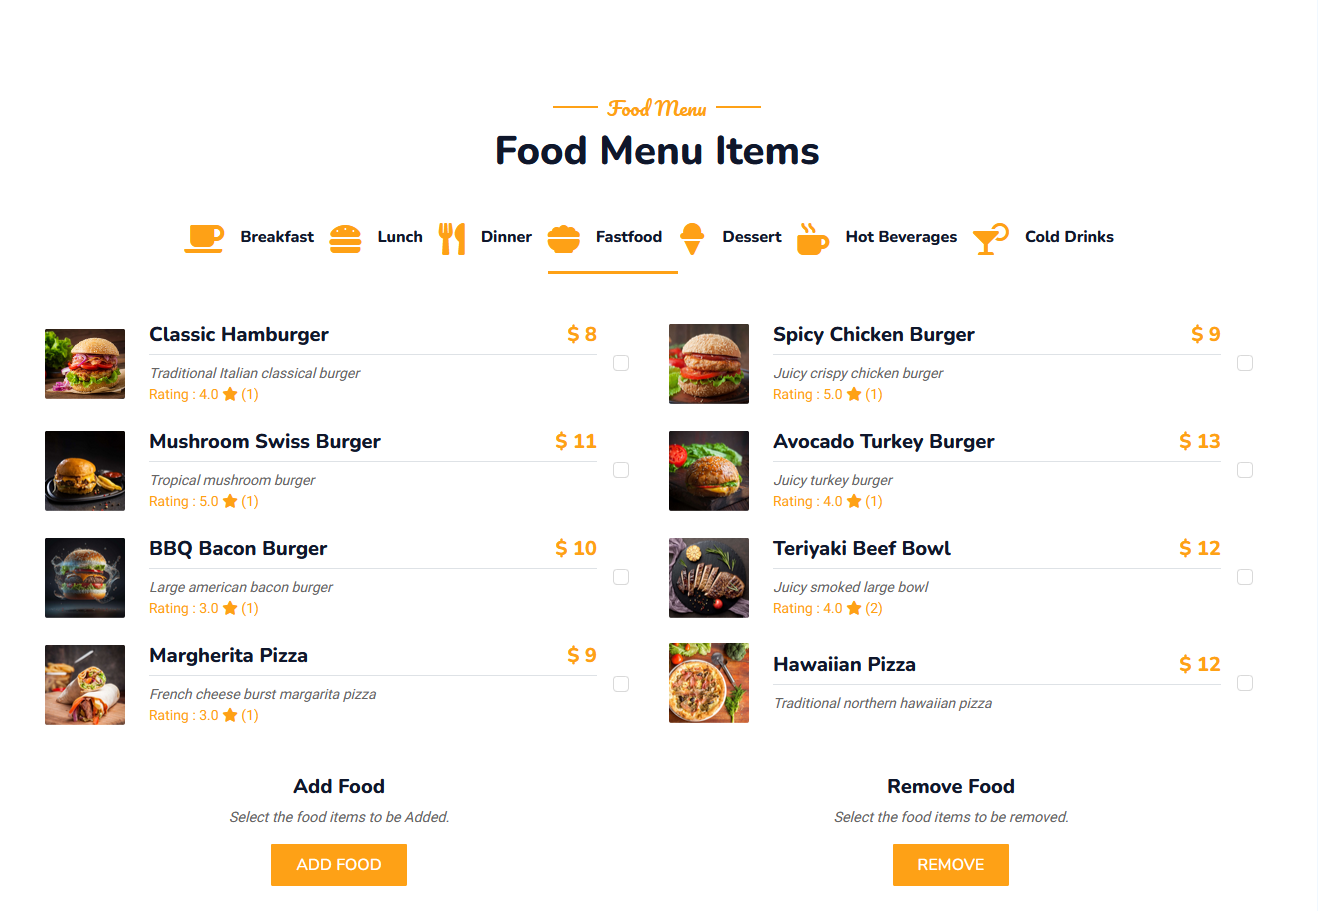 Food Menu
Food Menu Items
Breakfast Lunch Dinner Fastfood Dessert Hot Beverages Cold Drinks
Classic Hamburger $ 8
Traditional Italian classical burger
Rating : 4.0 (1)
Spicy Chicken Burger $ 9
Juicy crispy chicken burger
Rating : 5.0 (1)
Mushroom Swiss Burger $ 11
Tropical mushroom burger
Rating : 5.0 (1)
Avocado Turkey Burger $ 13
Juicy turkey burger
Rating : 4.0 (1)
BBQ Bacon Burger $ 10
Large american bacon burger
Rating : 3.0 (1)
Teriyaki Beef Bowl $ 12
Juicy smoked large bowl
Rating : 4.0 (2)
Margherita Pizza $ 9
French cheese burst margarita pizza
Rating : 3.0 (1)
Hawaiian Pizza $ 12
Traditional northern hawaiian pizza
Add Food
Select the food items to be Added.
ADD FOOD
Remove Food
Select the food items to be removed.
REMOVE